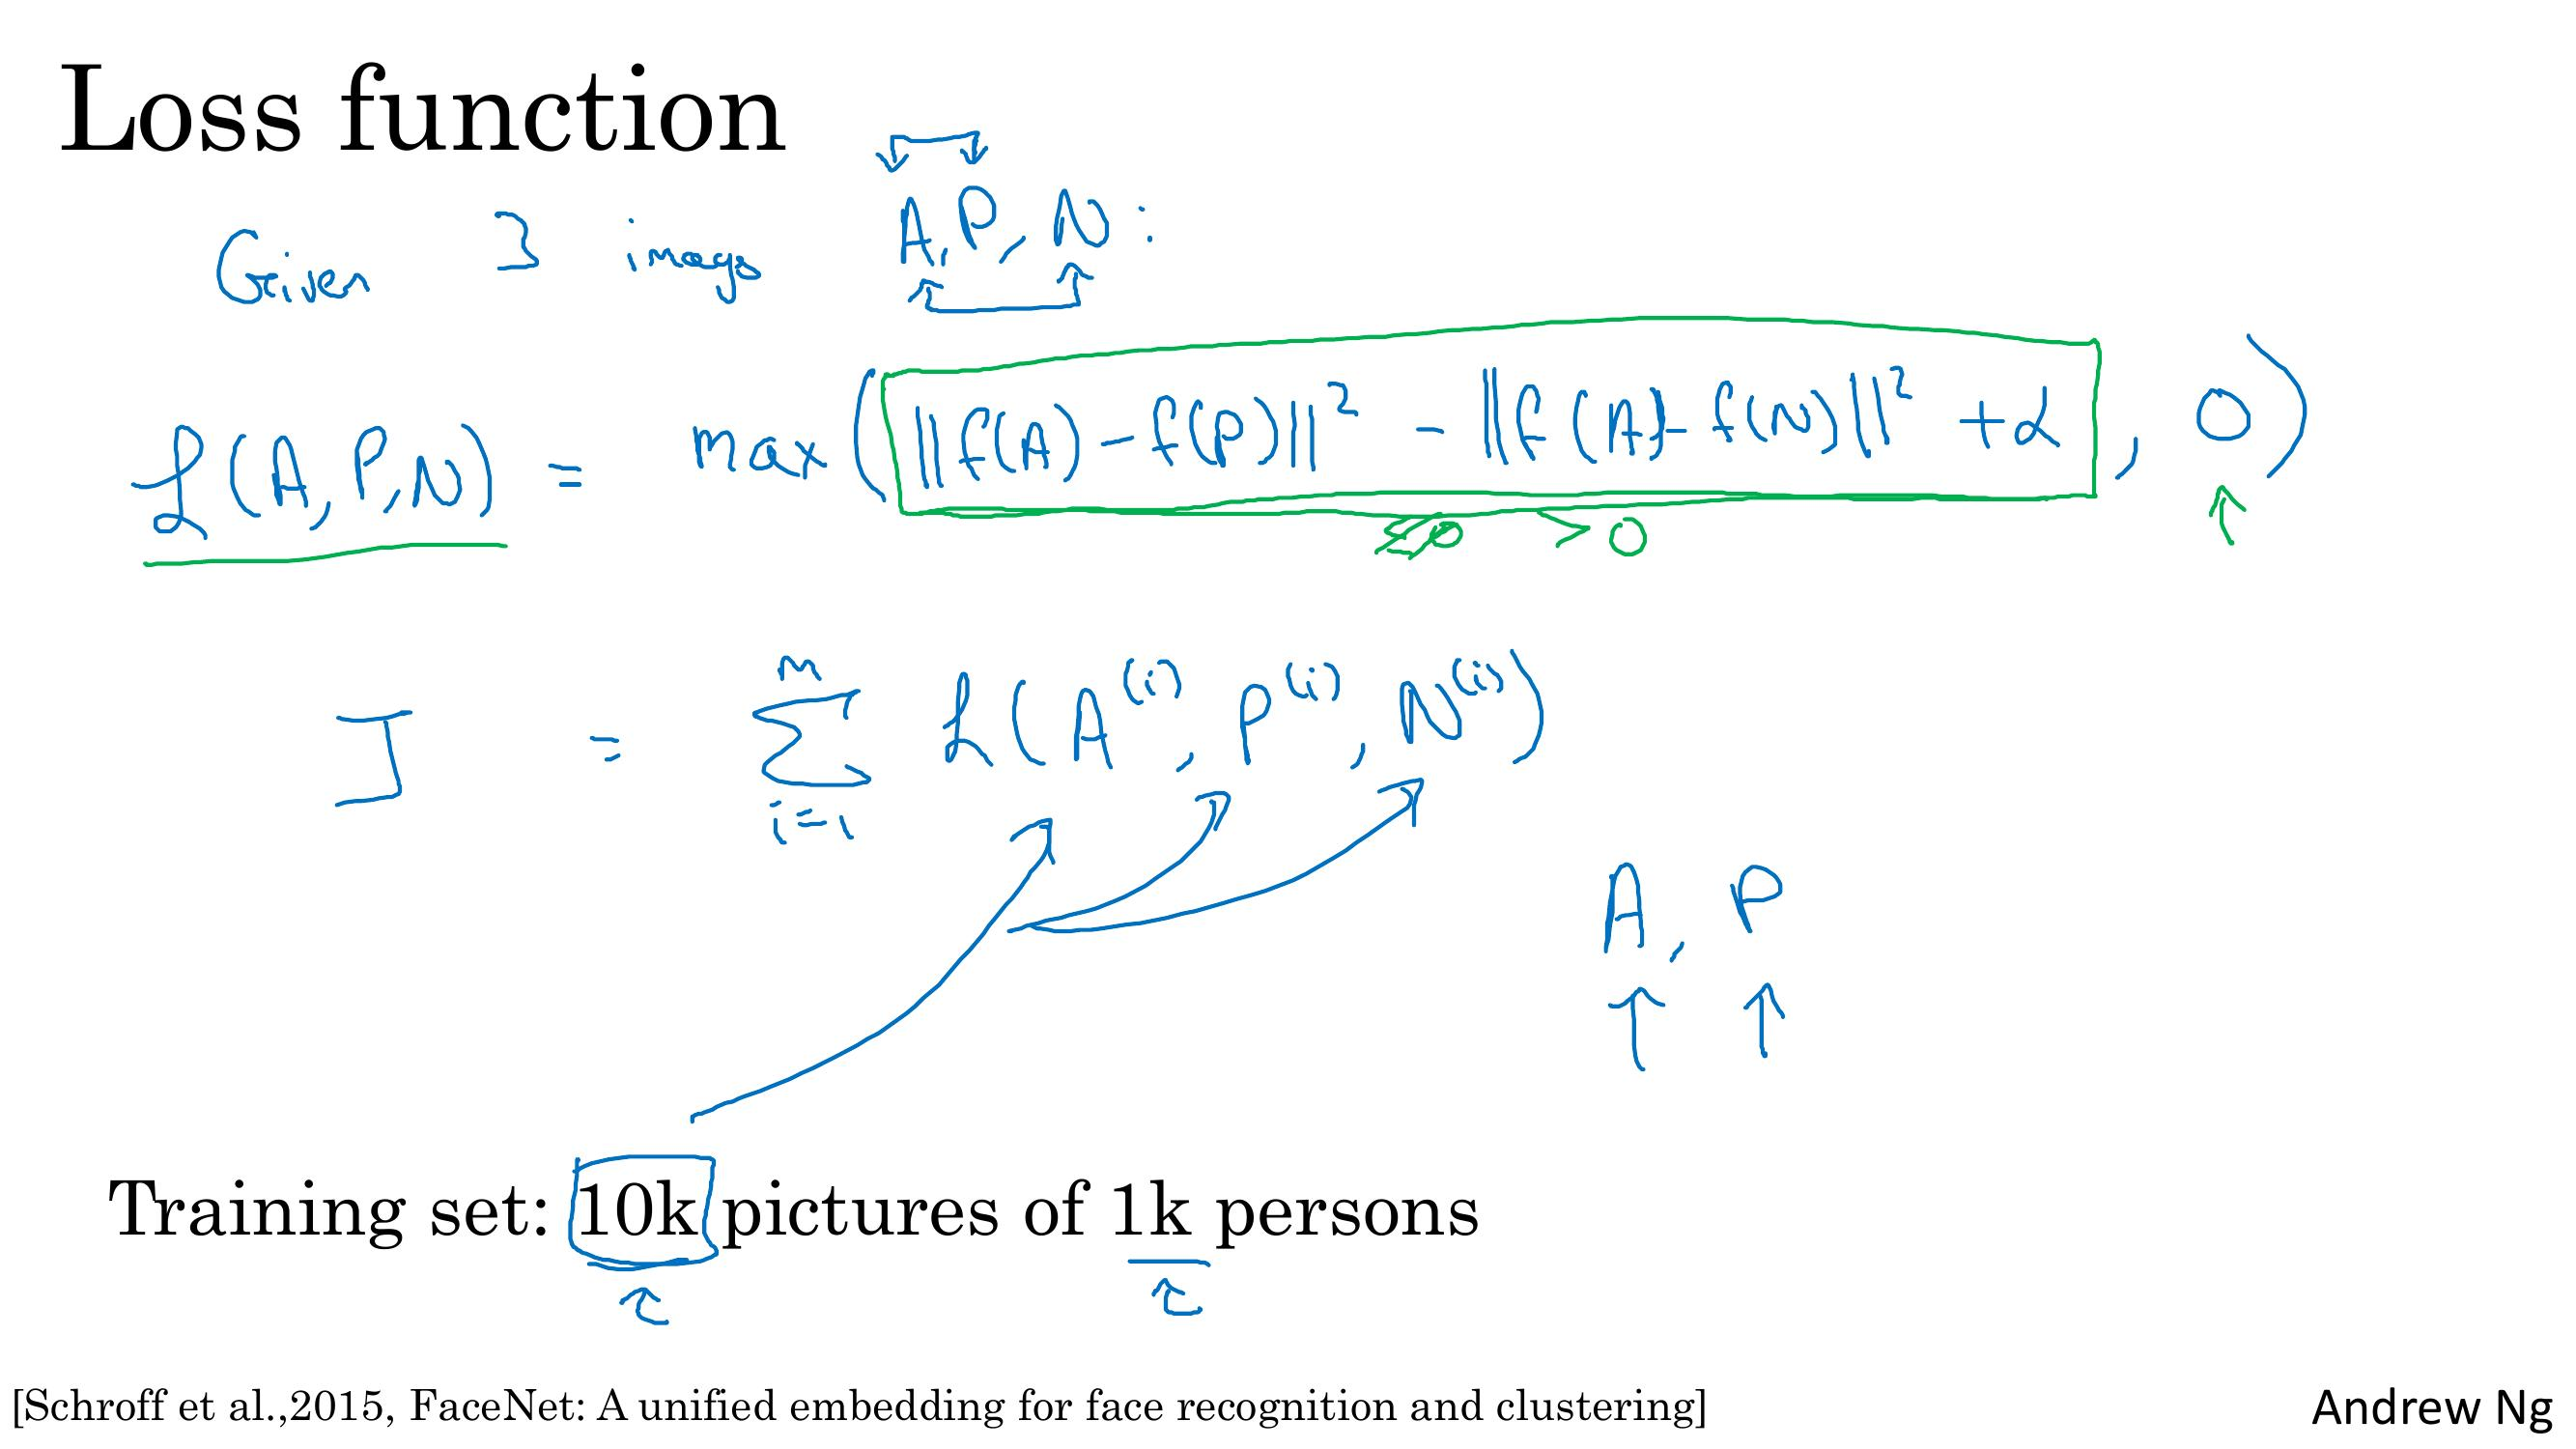 Loss function
Given 3 images A, P, N:
ℒ(A, P, N) = max(‖f(A) - f(P)‖² - ‖f(A) - f(N)‖² + α, 0)
> 0
J = Σ_{i=1}^{m} ℒ(A⁽ⁱ⁾, P⁽ⁱ⁾, N⁽ⁱ⁾)
A, P
Training set: 10k pictures of 1k persons
[Schroff et al.,2015, FaceNet: A unified embedding for face recognition and clustering]
Andrew Ng